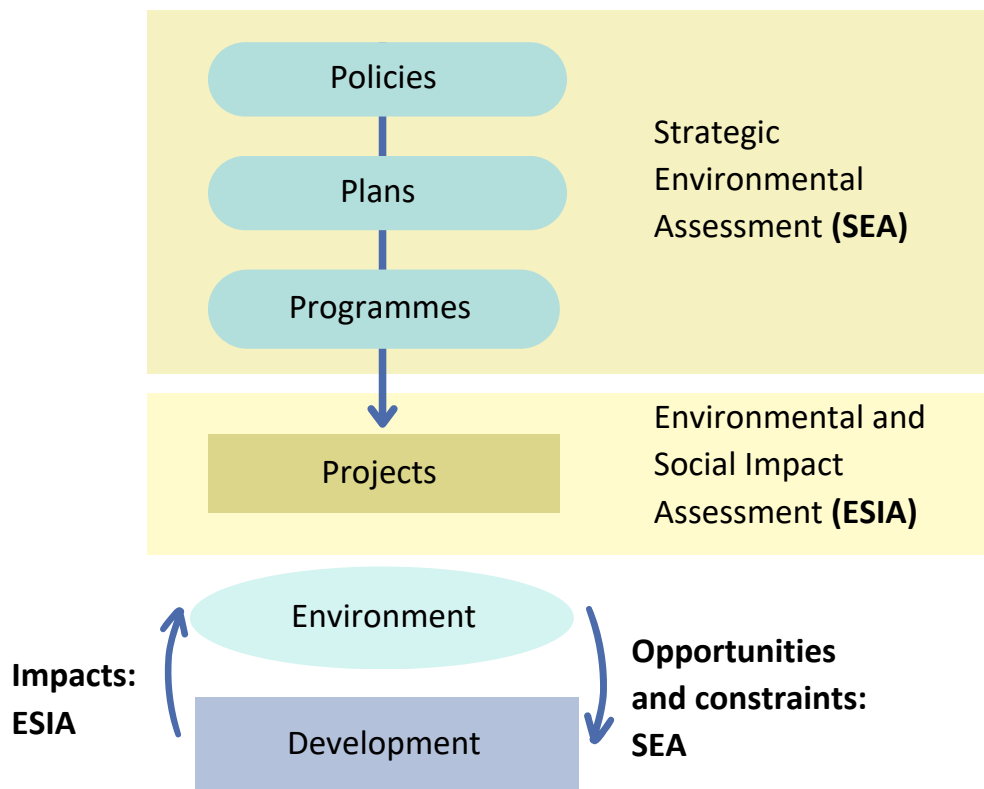 Policies
Plans
Programmes
Strategic
Environmental
Assessment (SEA)
Projects
Environmental and
Social Impact
Assessment (ESIA)
Environment
Development
Impacts:
ESIA
Opportunities
and constraints:
SEA